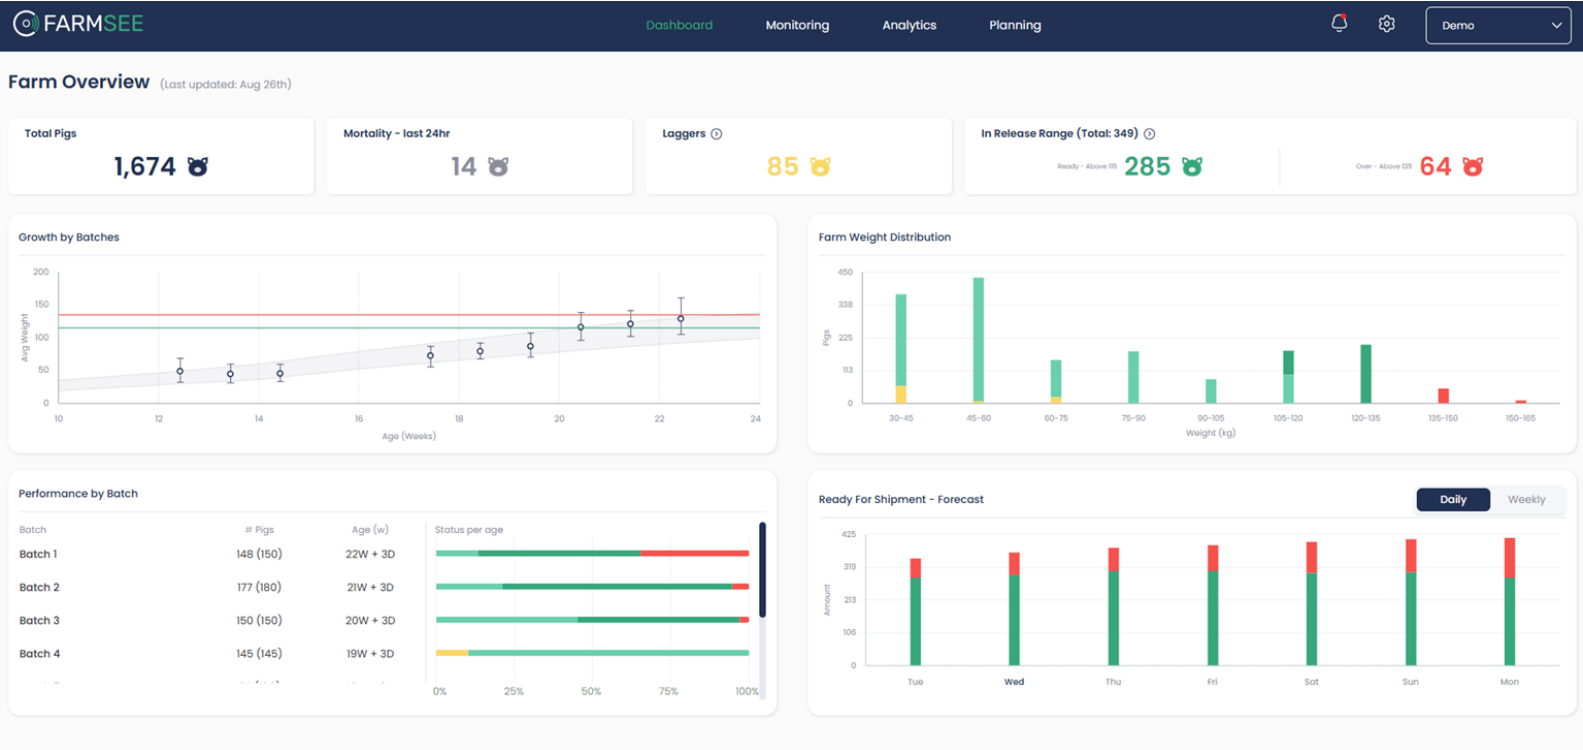 FARMSEE
Dashboard Monitoring Analytics Planning Demo
Farm Overview (Last updated: Aug 26th)
Total Pigs
1,674
Mortality - last 24hr
14
Laggers
85
In Release Range (Total: 349)
Ready - Above 115 285
Over - Above 135 64
Growth by Batches
Avg Weight
200
150
100
50
0
10 12 14 16 18 20 22 24
Age (Weeks)
Farm Weight Distribution
Pigs
450
338
225
113
0
30-45 45-60 60-75 75-90 90-105 105-120 120-135 135-150 150-165
Weight (kg)
Performance by Batch
Batch # Pigs Age (w) Status per age
Batch 1 148 (150) 22W + 3D
Batch 2 177 (180) 21W + 3D
Batch 3 150 (150) 20W + 3D
Batch 4 145 (145) 19W + 3D
0% 25% 50% 75% 100%
Ready For Shipment - Forecast
Daily Weekly
Amount
425
319
213
106
0
Tue Wed Thu Fri Sat Sun Mon